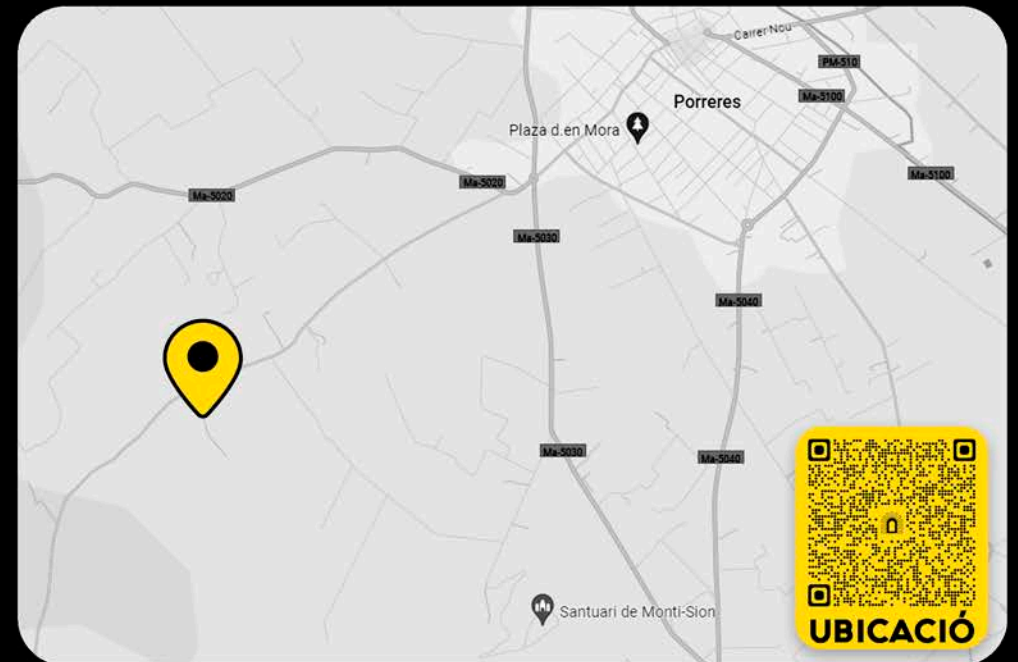 Carrer Nou
PM-510
Porreres
Ma-5100
Plaza d.en Mora
Ma-5020
Ma-5100
Ma-5020
Ma-5030
Ma-5040
Ma-5030
Ma-5040
Santuari de Monti-Sion
UBICACIÓ